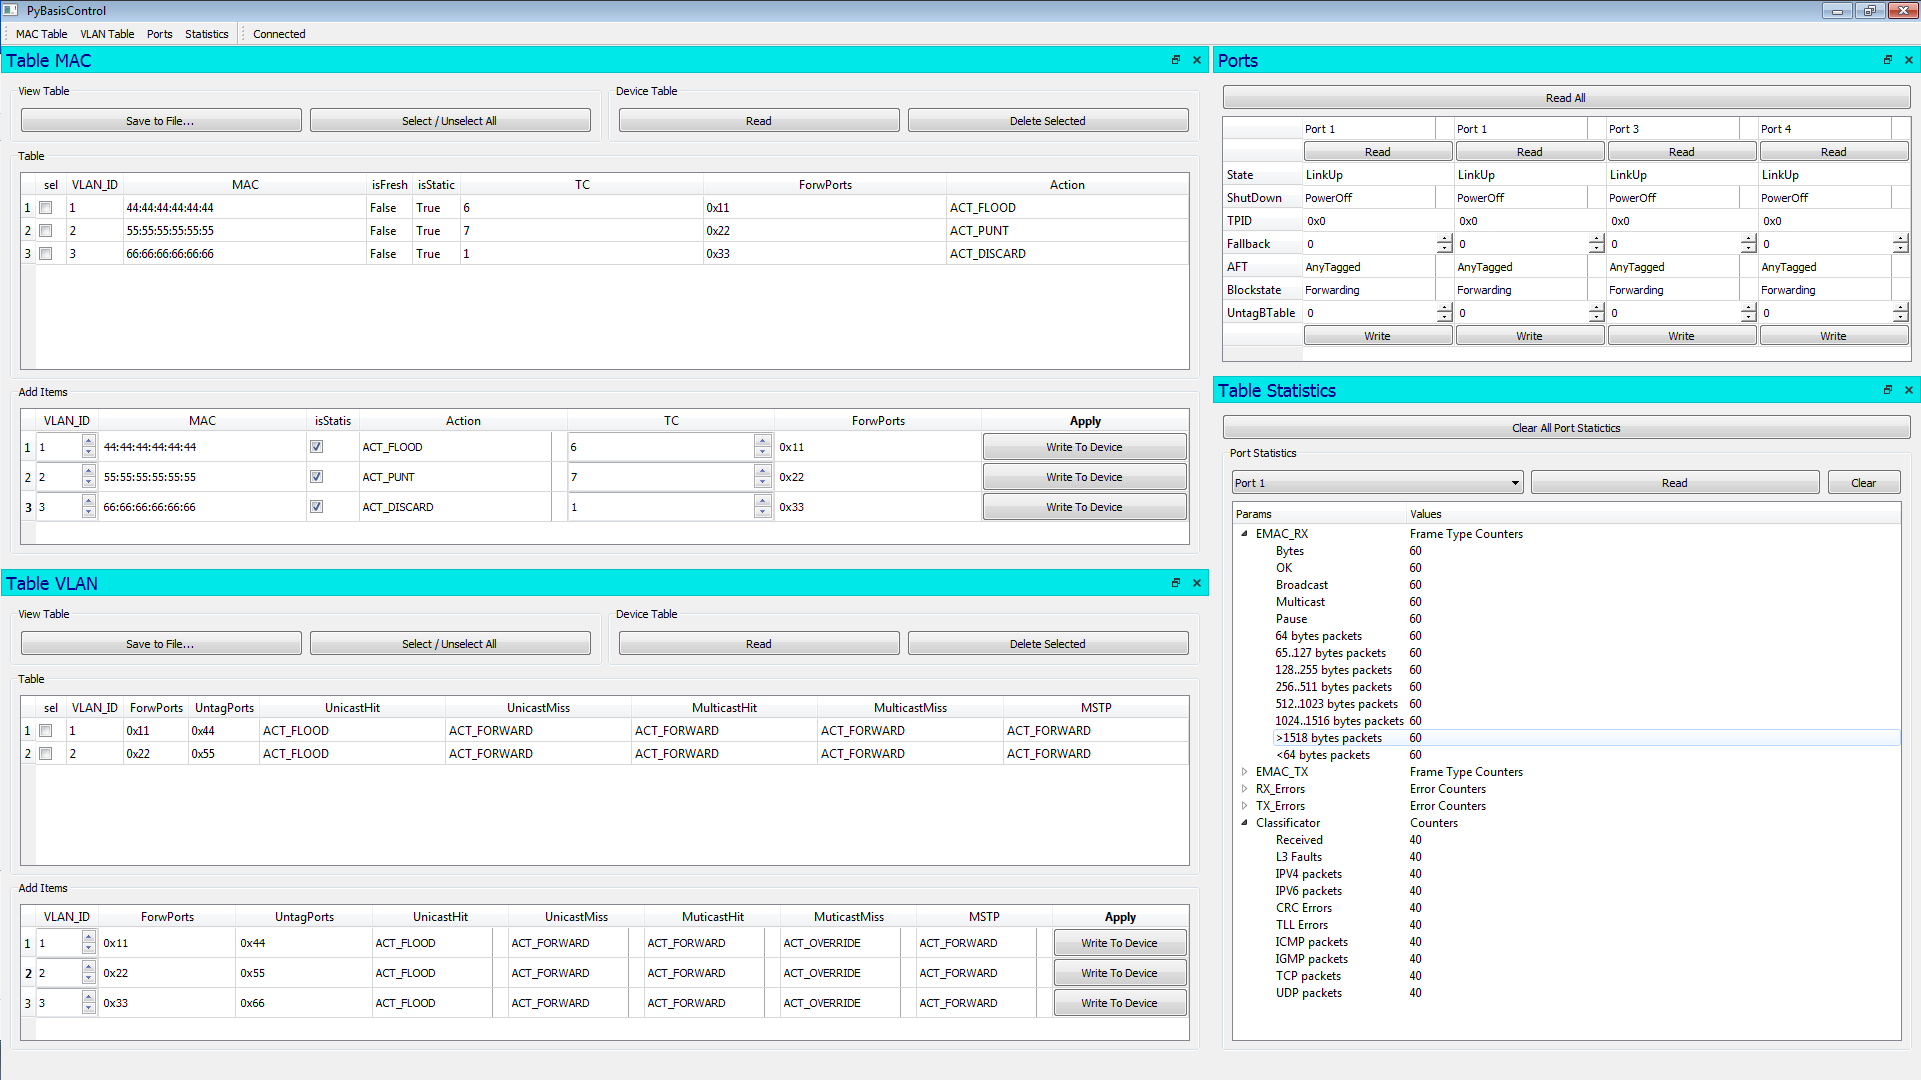 PyBasisControl
MAC Table VLAN Table Ports Statistics Connected
Table MAC
View Table
Save to File... Select / Unselect All
Device Table
Read Delete Selected
Table
sel VLAN_ID MAC isFresh isStatic TC ForwPorts Action
1 1 44:44:44:44:44:44 False True 6 0x11 ACT_FLOOD
2 2 55:55:55:55:55:55 False True 7 0x22 ACT_PUNT
3 3 66:66:66:66:66:66 False True 1 0x33 ACT_DISCARD
Add Items
VLAN_ID MAC isStatis Action TC ForwPorts Apply
1 1 44:44:44:44:44:44 ACT_FLOOD 6 0x11 Write To Device
2 2 55:55:55:55:55:55 ACT_PUNT 7 0x22 Write To Device
3 3 66:66:66:66:66:66 ACT_DISCARD 1 0x33 Write To Device
Table VLAN
View Table
Save to File... Select / Unselect All
Device Table
Read Delete Selected
Table
sel VLAN_ID ForwPorts UntagPorts UnicastHit UnicastMiss MulticastHit MulticastMiss MSTP
1 1 0x11 0x44 ACT_FLOOD ACT_FORWARD ACT_FORWARD ACT_FORWARD ACT_FORWARD
2 2 0x22 0x55 ACT_FLOOD ACT_FORWARD ACT_FORWARD ACT_FORWARD ACT_FORWARD
Add Items
VLAN_ID ForwPorts UntagPorts UnicastHit UnicastMiss MuticastHit MuticastMiss MSTP Apply
1 1 0x11 0x44 ACT_FLOOD ACT_FORWARD ACT_FORWARD ACT_OVERRIDE ACT_FORWARD Write To Device
2 2 0x22 0x55 ACT_FLOOD ACT_FORWARD ACT_FORWARD ACT_OVERRIDE ACT_FORWARD Write To Device
3 3 0x33 0x66 ACT_FLOOD ACT_FORWARD ACT_FORWARD ACT_OVERRIDE ACT_FORWARD Write To Device
Ports
Read All
Port 1 Port 1 Port 3 Port 4
Read Read Read Read
State LinkUp LinkUp LinkUp LinkUp
ShutDown PowerOff PowerOff PowerOff PowerOff
TPID 0x0 0x0 0x0 0x0
Fallback 0 0 0 0
AFT AnyTagged AnyTagged AnyTagged AnyTagged
Blockstate Forwarding Forwarding Forwarding Forwarding
UntagBTable 0 0 0 0
Write Write Write Write
Table Statistics
Clear All Port Statictics
Port Statistics
Port 1 Read Clear
Params Values
EMAC_RX Frame Type Counters
Bytes 60
OK 60
Broadcast 60
Multicast 60
Pause 60
64 bytes packets 60
65..127 bytes packets 60
128..255 bytes packets 60
256..511 bytes packets 60
512..1023 bytes packets 60
1024..1516 bytes packets 60
>1518 bytes packets 60
<64 bytes packets 60
EMAC_TX Frame Type Counters
RX_Errors Error Counters
TX_Errors Error Counters
Classificator Counters
Received 40
L3 Faults 40
IPV4 packets 40
IPV6 packets 40
CRC Errors 40
TLL Errors 40
ICMP packets 40
IGMP packets 40
TCP packets 40
UDP packets 40